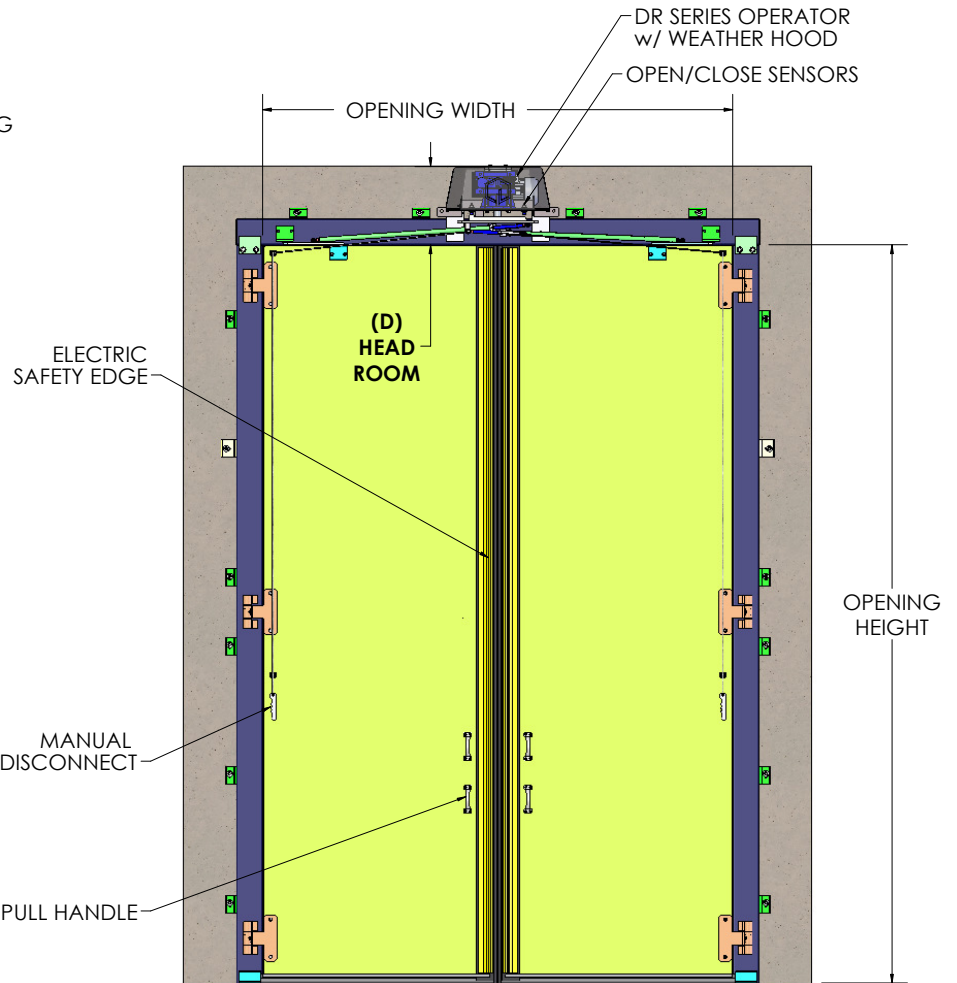 DR SERIES OPERATOR
w/ WEATHER HOOD
OPEN/CLOSE SENSORS
OPENING WIDTH
G
(D)
HEAD
ROOM
ELECTRIC
SAFETY EDGE
OPENING
HEIGHT
MANUAL
DISCONNECT
PULL HANDLE